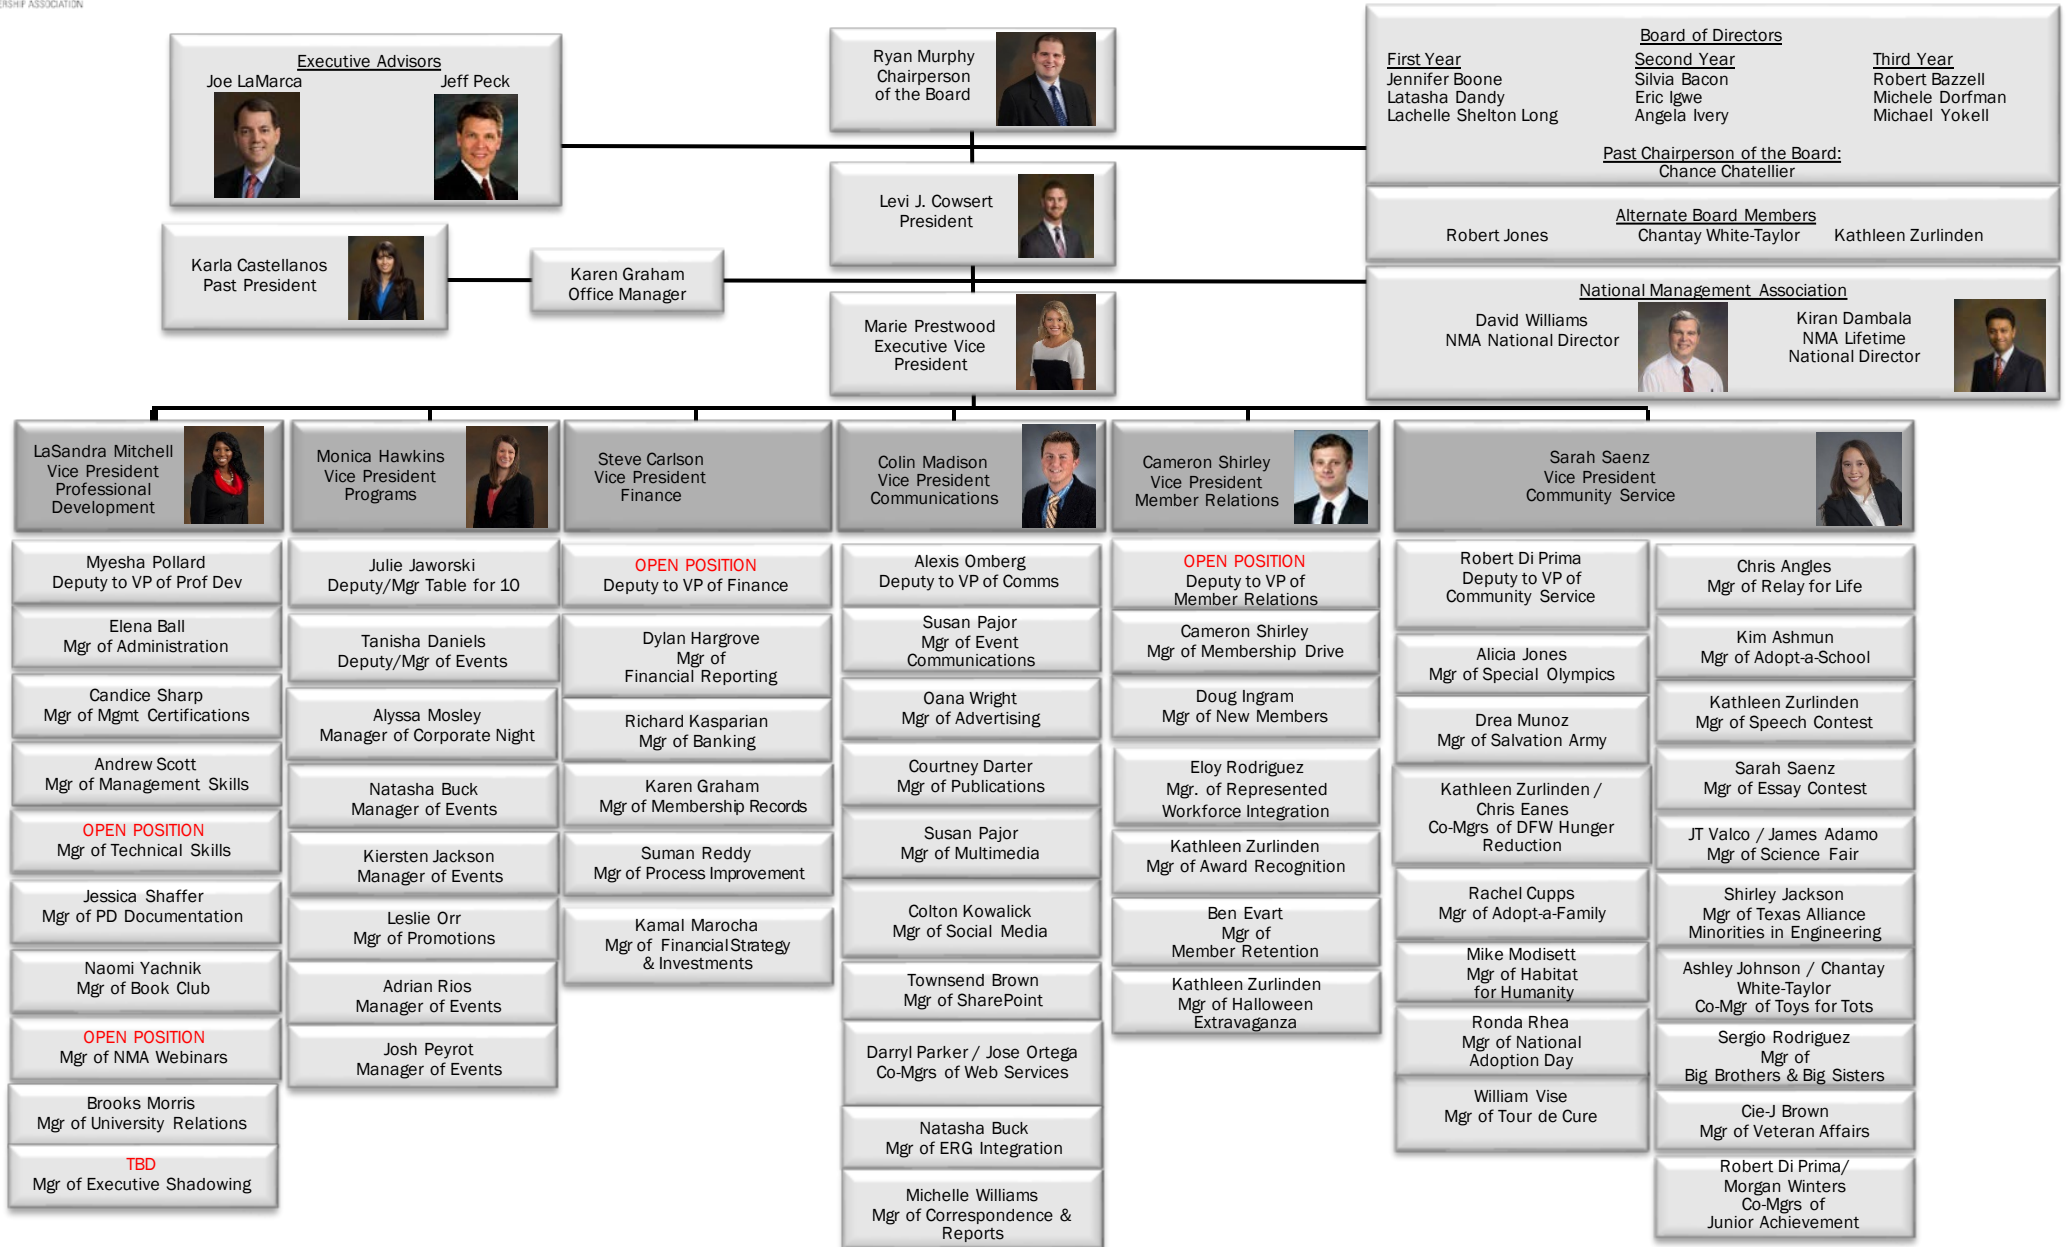 ERSHIP ASSOCIATION
Executive Advisors
Joe LaMarca
Jeff Peck
Ryan Murphy
Chairperson
of the Board
Board of Directors
First Year
Jennifer Boone
Latasha Dandy
Lachelle Shelton Long
Second Year
Silvia Bacon
Eric Igwe
Angela Ivery
Third Year
Robert Bazzell
Michele Dorfman
Michael Yokell
Past Chairperson of the Board:
Chance Chatellier
Levi J. Cowsert
President
Alternate Board Members
Robert Jones
Chantay White-Taylor
Kathleen Zurlinden
Karla Castellanos
Past President
Karen Graham
Office Manager
National Management Association
David Williams
NMA National Director
Kiran Dambala
NMA Lifetime
National Director
Marie Prestwood
Executive Vice
President
LaSandra Mitchell
Vice President
Professional
Development
Myesha Pollard
Deputy to VP of Prof Dev
Elena Ball
Mgr of Administration
Candice Sharp
Mgr of Mgmt Certifications
Andrew Scott
Mgr of Management Skills
OPEN POSITION
Mgr of Technical Skills
Jessica Shaffer
Mgr of PD Documentation
Naomi Yachnik
Mgr of Book Club
OPEN POSITION
Mgr of NMA Webinars
Brooks Morris
Mgr of University Relations
TBD
Mgr of Executive Shadowing
Monica Hawkins
Vice President
Programs
Julie Jaworski
Deputy/Mgr Table for 10
Tanisha Daniels
Deputy/Mgr of Events
Alyssa Mosley
Manager of Corporate Night
Natasha Buck
Manager of Events
Kiersten Jackson
Manager of Events
Leslie Orr
Mgr of Promotions
Adrian Rios
Manager of Events
Josh Peyrot
Manager of Events
Steve Carlson
Vice President
Finance
OPEN POSITION
Deputy to VP of Finance
Dylan Hargrove
Mgr of
Financial Reporting
Richard Kasparian
Mgr of Banking
Karen Graham
Mgr of Membership Records
Suman Reddy
Mgr of Process Improvement
Kamal Marocha
Mgr of Financial Strategy
& Investments
Colin Madison
Vice President
Communications
Alexis Omberg
Deputy to VP of Comms
Susan Pajor
Mgr of Event
Communications
Oana Wright
Mgr of Advertising
Courtney Darter
Mgr of Publications
Susan Pajor
Mgr of Multimedia
Colton Kowalick
Mgr of Social Media
Townsend Brown
Mgr of SharePoint
Darryl Parker / Jose Ortega
Co-Mgrs of Web Services
Natasha Buck
Mgr of ERG Integration
Michelle Williams
Mgr of Correspondence &
Reports
Cameron Shirley
Vice President
Member Relations
OPEN POSITION
Deputy to VP of
Member Relations
Cameron Shirley
Mgr of Membership Drive
Doug Ingram
Mgr of New Members
Eloy Rodriguez
Mgr. of Represented
Workforce Integration
Kathleen Zurlinden
Mgr of Award Recognition
Ben Evart
Mgr of
Member Retention
Kathleen Zurlinden
Mgr of Halloween
Extravaganza
Sarah Saenz
Vice President
Community Service
Robert Di Prima
Deputy to VP of
Community Service
Alicia Jones
Mgr of Special Olympics
Drea Munoz
Mgr of Salvation Army
Kathleen Zurlinden /
Chris Eanes
Co-Mgrs of DFW Hunger
Reduction
Rachel Cupps
Mgr of Adopt-a-Family
Mike Modisett
Mgr of Habitat
for Humanity
Ronda Rhea
Mgr of National
Adoption Day
William Vise
Mgr of Tour de Cure
Chris Angles
Mgr of Relay for Life
Kim Ashmun
Mgr of Adopt-a-School
Kathleen Zurlinden
Mgr of Speech Contest
Sarah Saenz
Mgr of Essay Contest
JT Valco / James Adamo
Mgr of Science Fair
Shirley Jackson
Mgr of Texas Alliance
Minorities in Engineering
Ashley Johnson / Chantay
White-Taylor
Co-Mgr of Toys for Tots
Sergio Rodriguez
Mgr of
Big Brothers & Big Sisters
Cie-J Brown
Mgr of Veteran Affairs
Robert Di Prima/
Morgan Winters
Co-Mgrs of
Junior Achievement